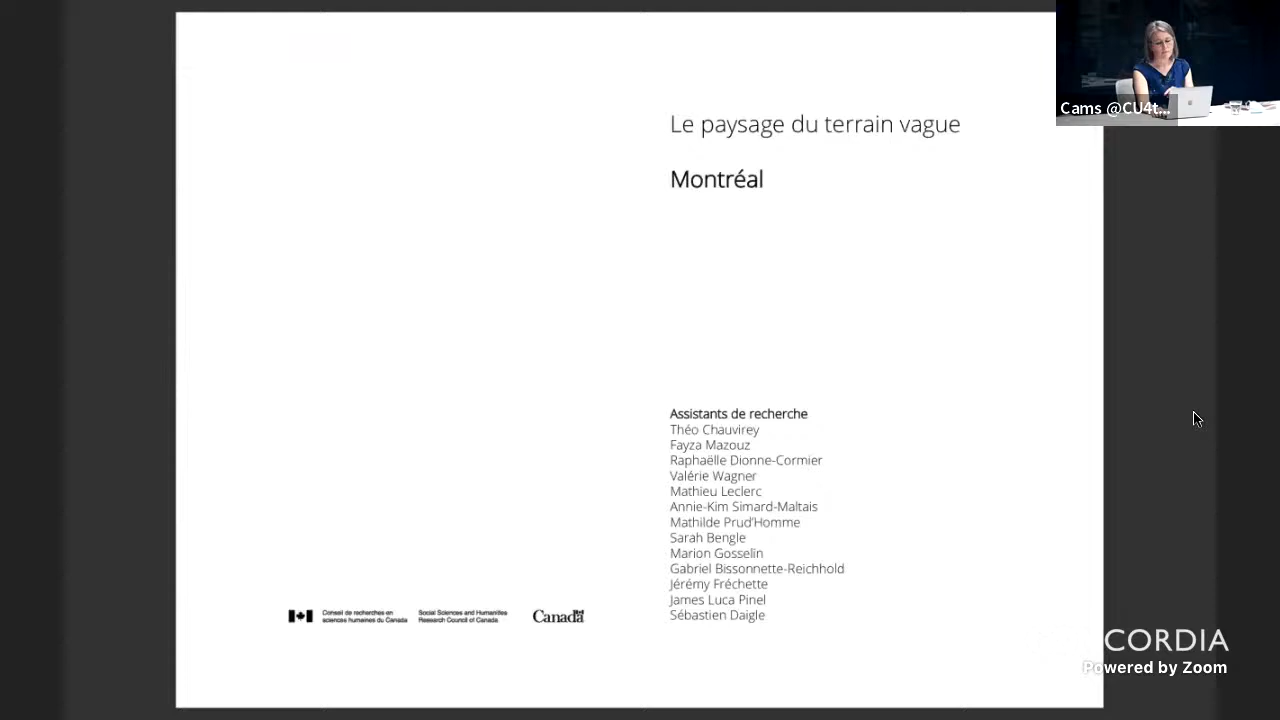 Le paysage du terrain vague
Montréal
Assistants de recherche
Théo Chauvirey
Fayza Mazouz
Raphaëlle Dionne-Cormier
Valérie Wagner
Mathieu Leclerc
Annie-Kim Simard-Maltais
Mathilde Prud'Homme
Sarah Bengle
Marion Gosselin
Gabriel Bissonnette-Reichhold
Jérémy Fréchette
James Luca Pinel
Sébastien Daigle
Conseil de recherches en
sciences humaines du Canada
Social Sciences and Humanities
Research Council of Canada
Canada
Cams @CU4t...
CORDIA
Powered by Zoom